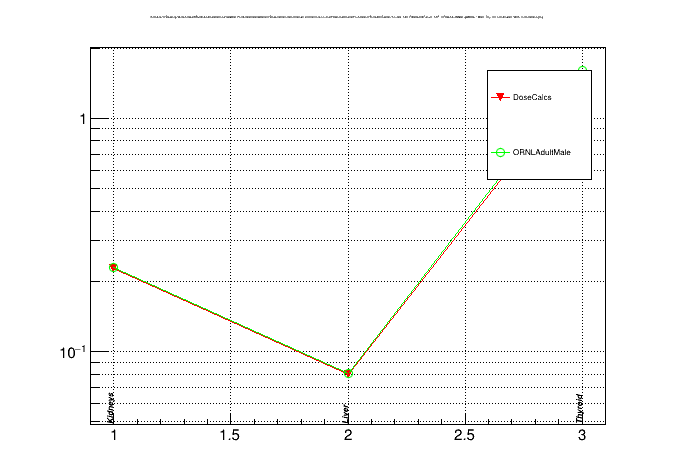 DoseCalcs
ORNLAdultMale
1
10⁻¹
Kidneys
Liver
Thyroid
1
1.5
2
2.5
3